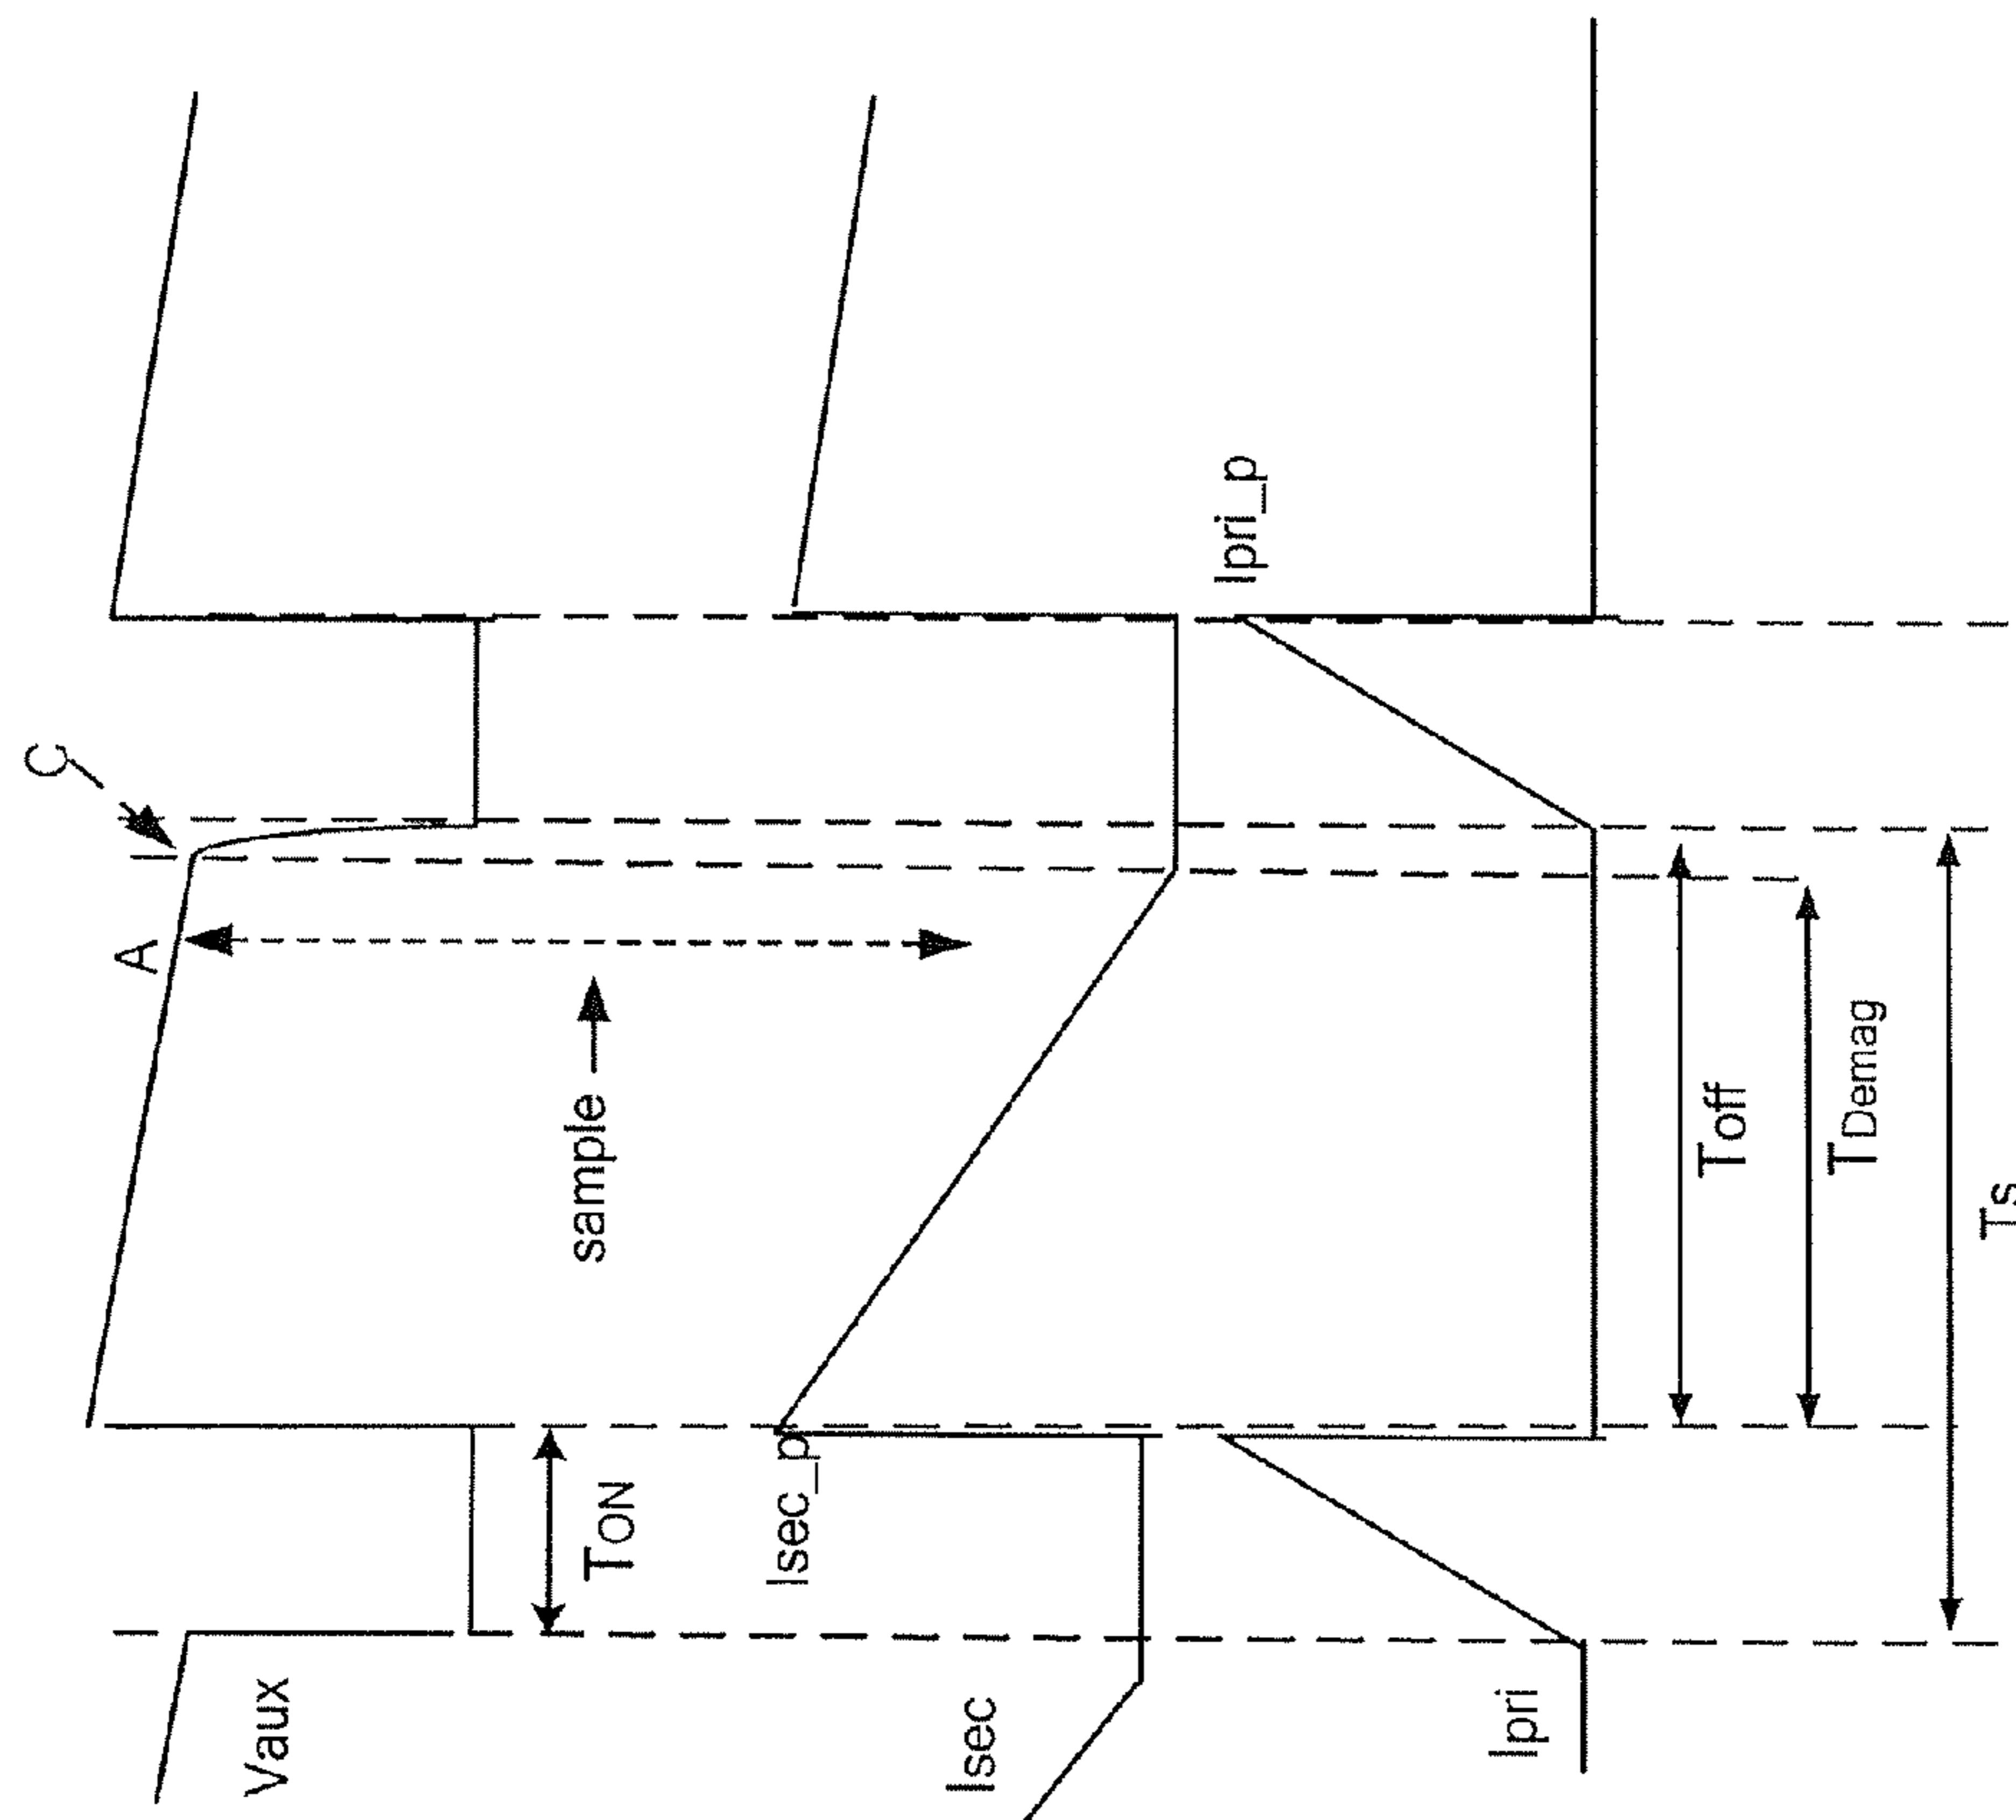 Vaux
A
C
sample
TON
Isec_p
Isec
Ipri_p
Ipri
Toff
TDemag
Ts